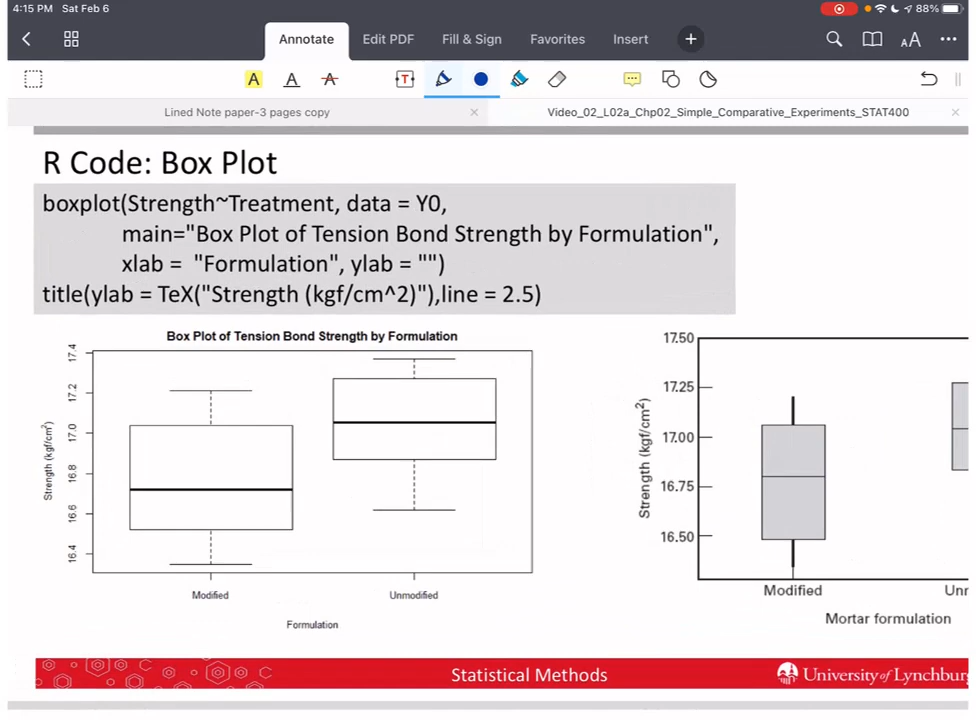 4:15 PM Sat Feb 6
88%
Annotate Edit PDF Fill & Sign Favorites Insert +
AA
A A A T
Lined Note paper-3 pages copy
Video_02_L02a_Chp02_Simple_Comparative_Experiments_STAT400
R Code: Box Plot
boxplot(Strength~Treatment, data = Y0,
main="Box Plot of Tension Bond Strength by Formulation",
xlab = "Formulation", ylab = "")
title(ylab = TeX("Strength (kgf/cm^2)"),line = 2.5)
Box Plot of Tension Bond Strength by Formulation
17.4
17.2
17.0
16.8
16.6
16.4
Strength (kgf/cm²)
Modified Unmodified
Formulation
17.50
17.25
17.00
16.75
16.50
Strength (kgf/cm²)
Modified Unr
Mortar formulation
Statistical Methods
University of Lynchburg